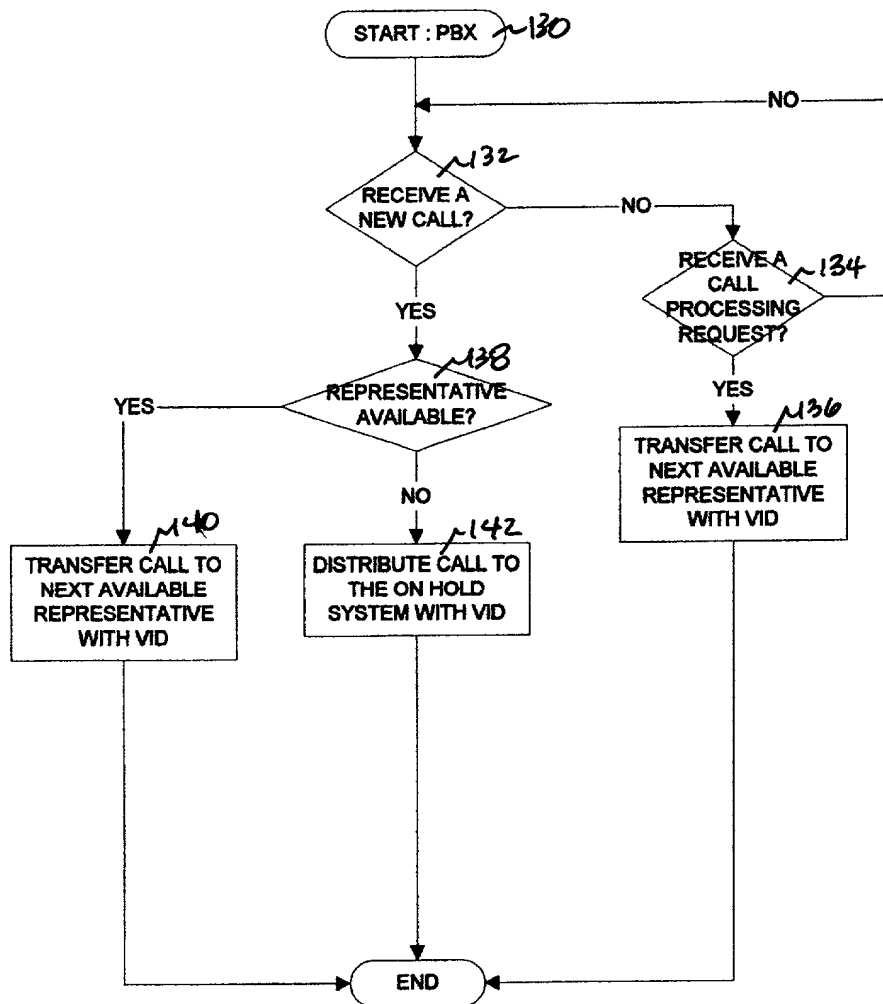 START : PBX 130
NO
132
RECEIVE A
NEW CALL?
NO
RECEIVE A
CALL
PROCESSING
REQUEST?
134
YES
138
REPRESENTATIVE
AVAILABLE?
YES
YES
136
TRANSFER CALL TO
NEXT AVAILABLE
REPRESENTATIVE
WITH VID
NO
140
TRANSFER CALL TO
NEXT AVAILABLE
REPRESENTATIVE
WITH VID
142
DISTRIBUTE CALL TO
THE ON HOLD
SYSTEM WITH VID
END